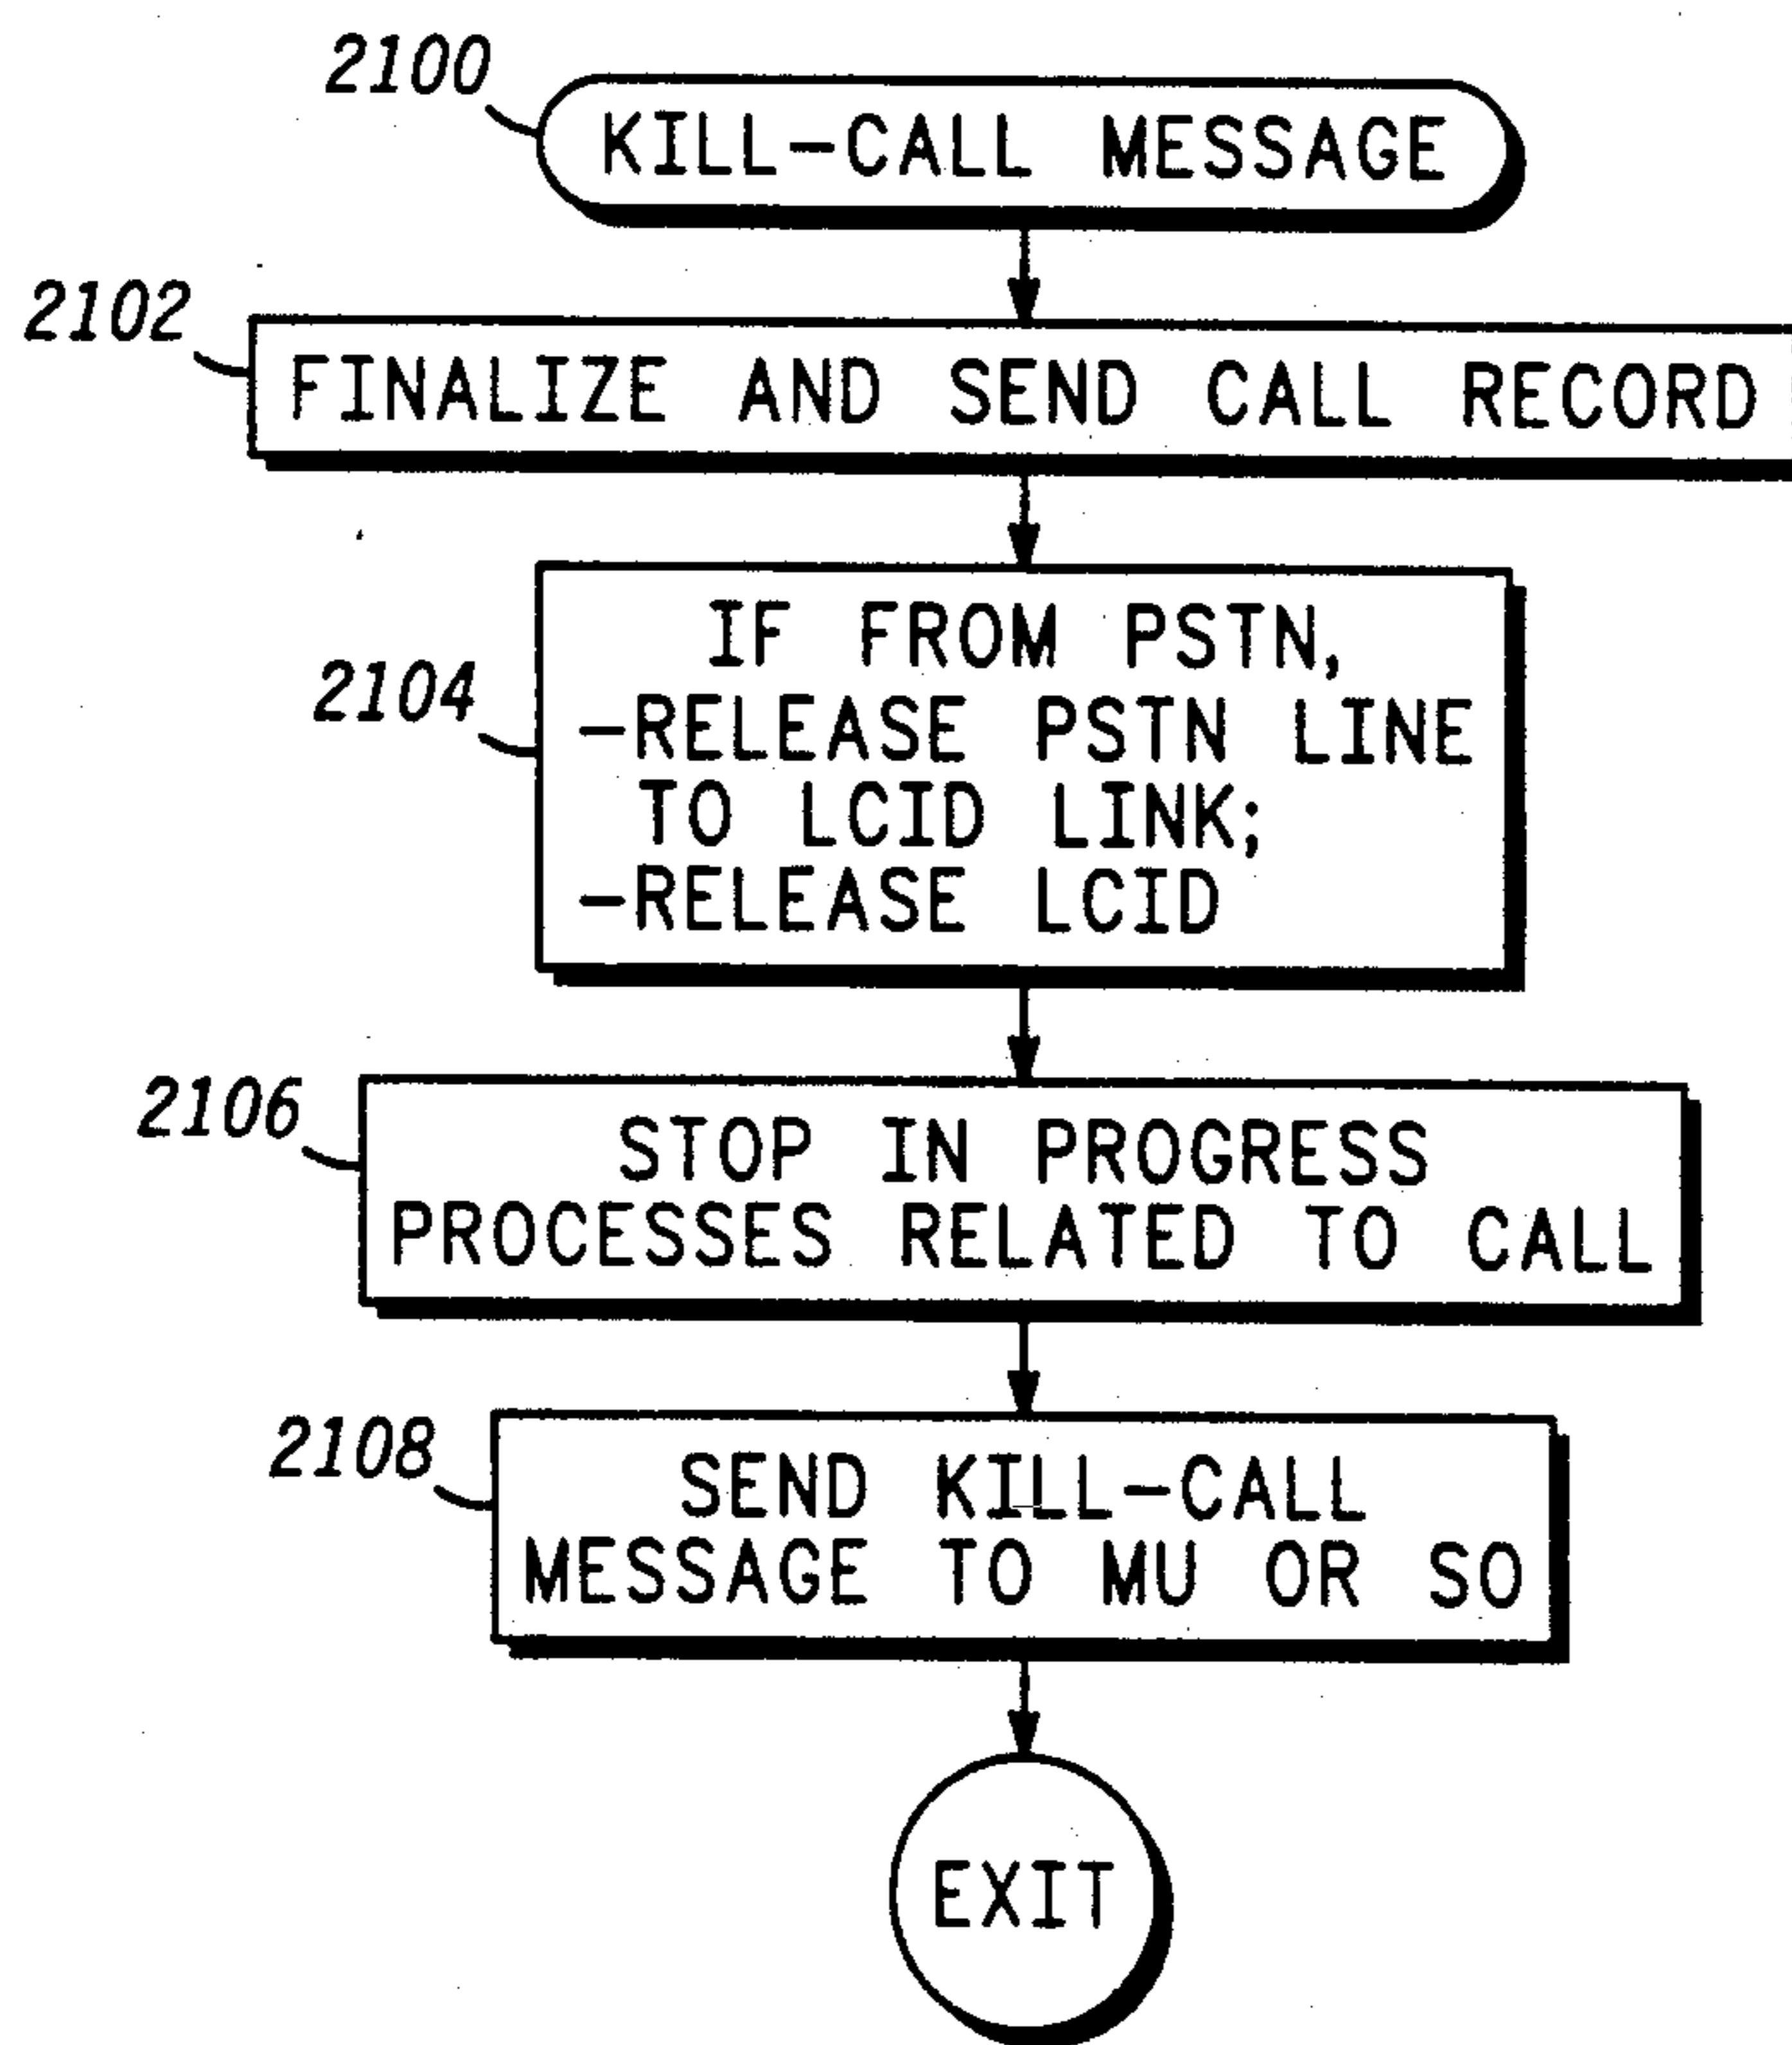 2100
KILL-CALL MESSAGE
2102
FINALIZE AND SEND CALL RECORD
2104
IF FROM PSTN,
-RELEASE PSTN LINE
TO LCID LINK;
-RELEASE LCID
2106
STOP IN PROGRESS
PROCESSES RELATED TO CALL
2108
SEND KILL-CALL
MESSAGE TO MU OR SO
EXIT